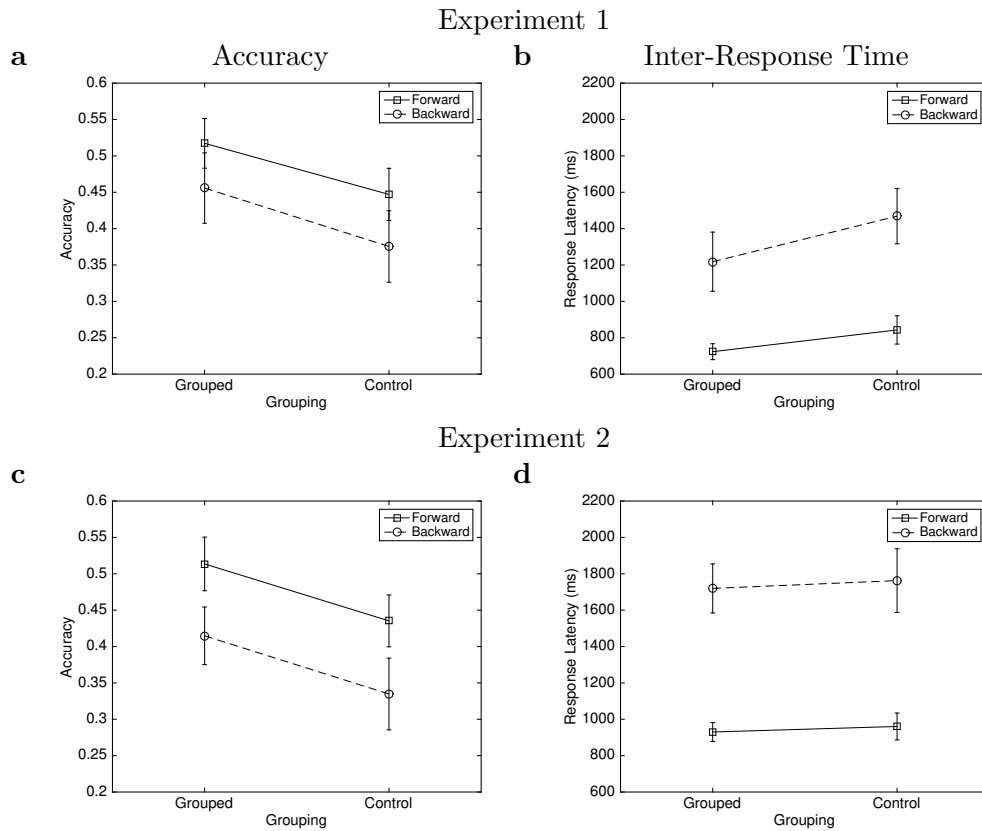 Experiment 1
a
Accuracy
0.6
0.55
0.5
0.45
0.4
0.35
0.3
0.25
0.2
Accuracy
Forward
Backward
Grouped
Control
Grouping
b
Inter-Response Time
2200
2000
1800
1600
1400
1200
1000
800
600
Response Latency (ms)
Forward
Backward
Grouped
Control
Grouping
Experiment 2
c
0.6
0.55
0.5
0.45
0.4
0.35
0.3
0.25
0.2
Accuracy
Forward
Backward
Grouped
Control
Grouping
d
2200
2000
1800
1600
1400
1200
1000
800
600
Response Latency (ms)
Forward
Backward
Grouped
Control
Grouping